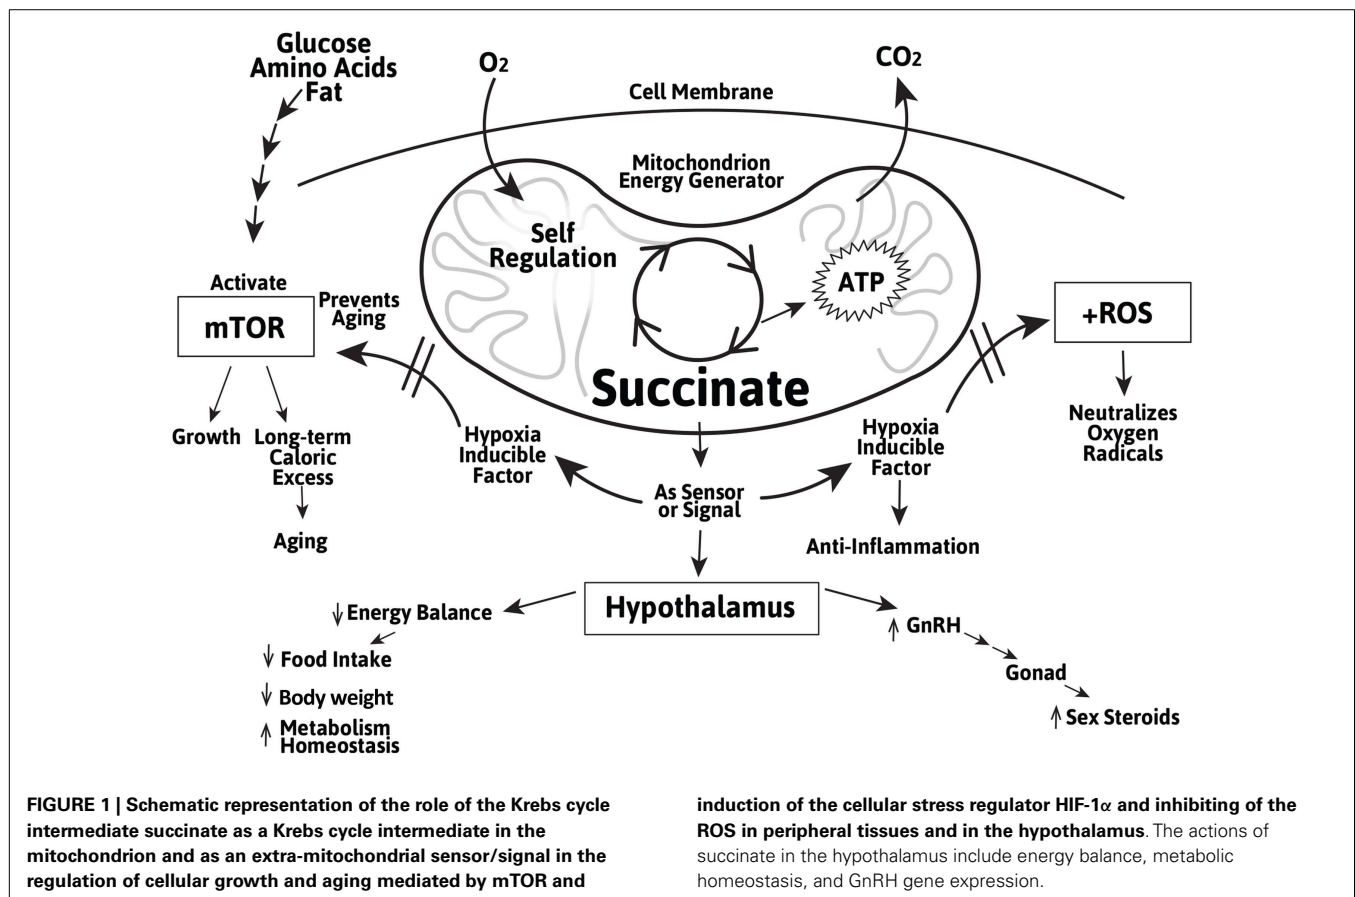 Glucose
Amino Acids
Fat
O2
CO2
Cell Membrane
Mitochondrion
Energy Generator
Self
Regulation
ATP
Succinate
Activate
mTOR
Prevents
Aging
+ROS
Growth
Long-term
Caloric
Excess
Aging
Hypoxia
Inducible
Factor
As Sensor
or Signal
Hypoxia
Inducible
Factor
Anti-Inflammation
Neutralizes
Oxygen
Radicals
Hypothalamus
↓ Energy Balance
↓ Food Intake
↓ Body weight
↑ Metabolism
Homeostasis
↑ GnRH
Gonad
↑ Sex Steroids
FIGURE 1 | Schematic representation of the role of the Krebs cycle
intermediate succinate as a Krebs cycle intermediate in the
mitochondrion and as an extra-mitochondrial sensor/signal in the
regulation of cellular growth and aging mediated by mTOR and
induction of the cellular stress regulator HIF-1α and inhibiting of the
ROS in peripheral tissues and in the hypothalamus. The actions of
succinate in the hypothalamus include energy balance, metabolic
homeostasis, and GnRH gene expression.